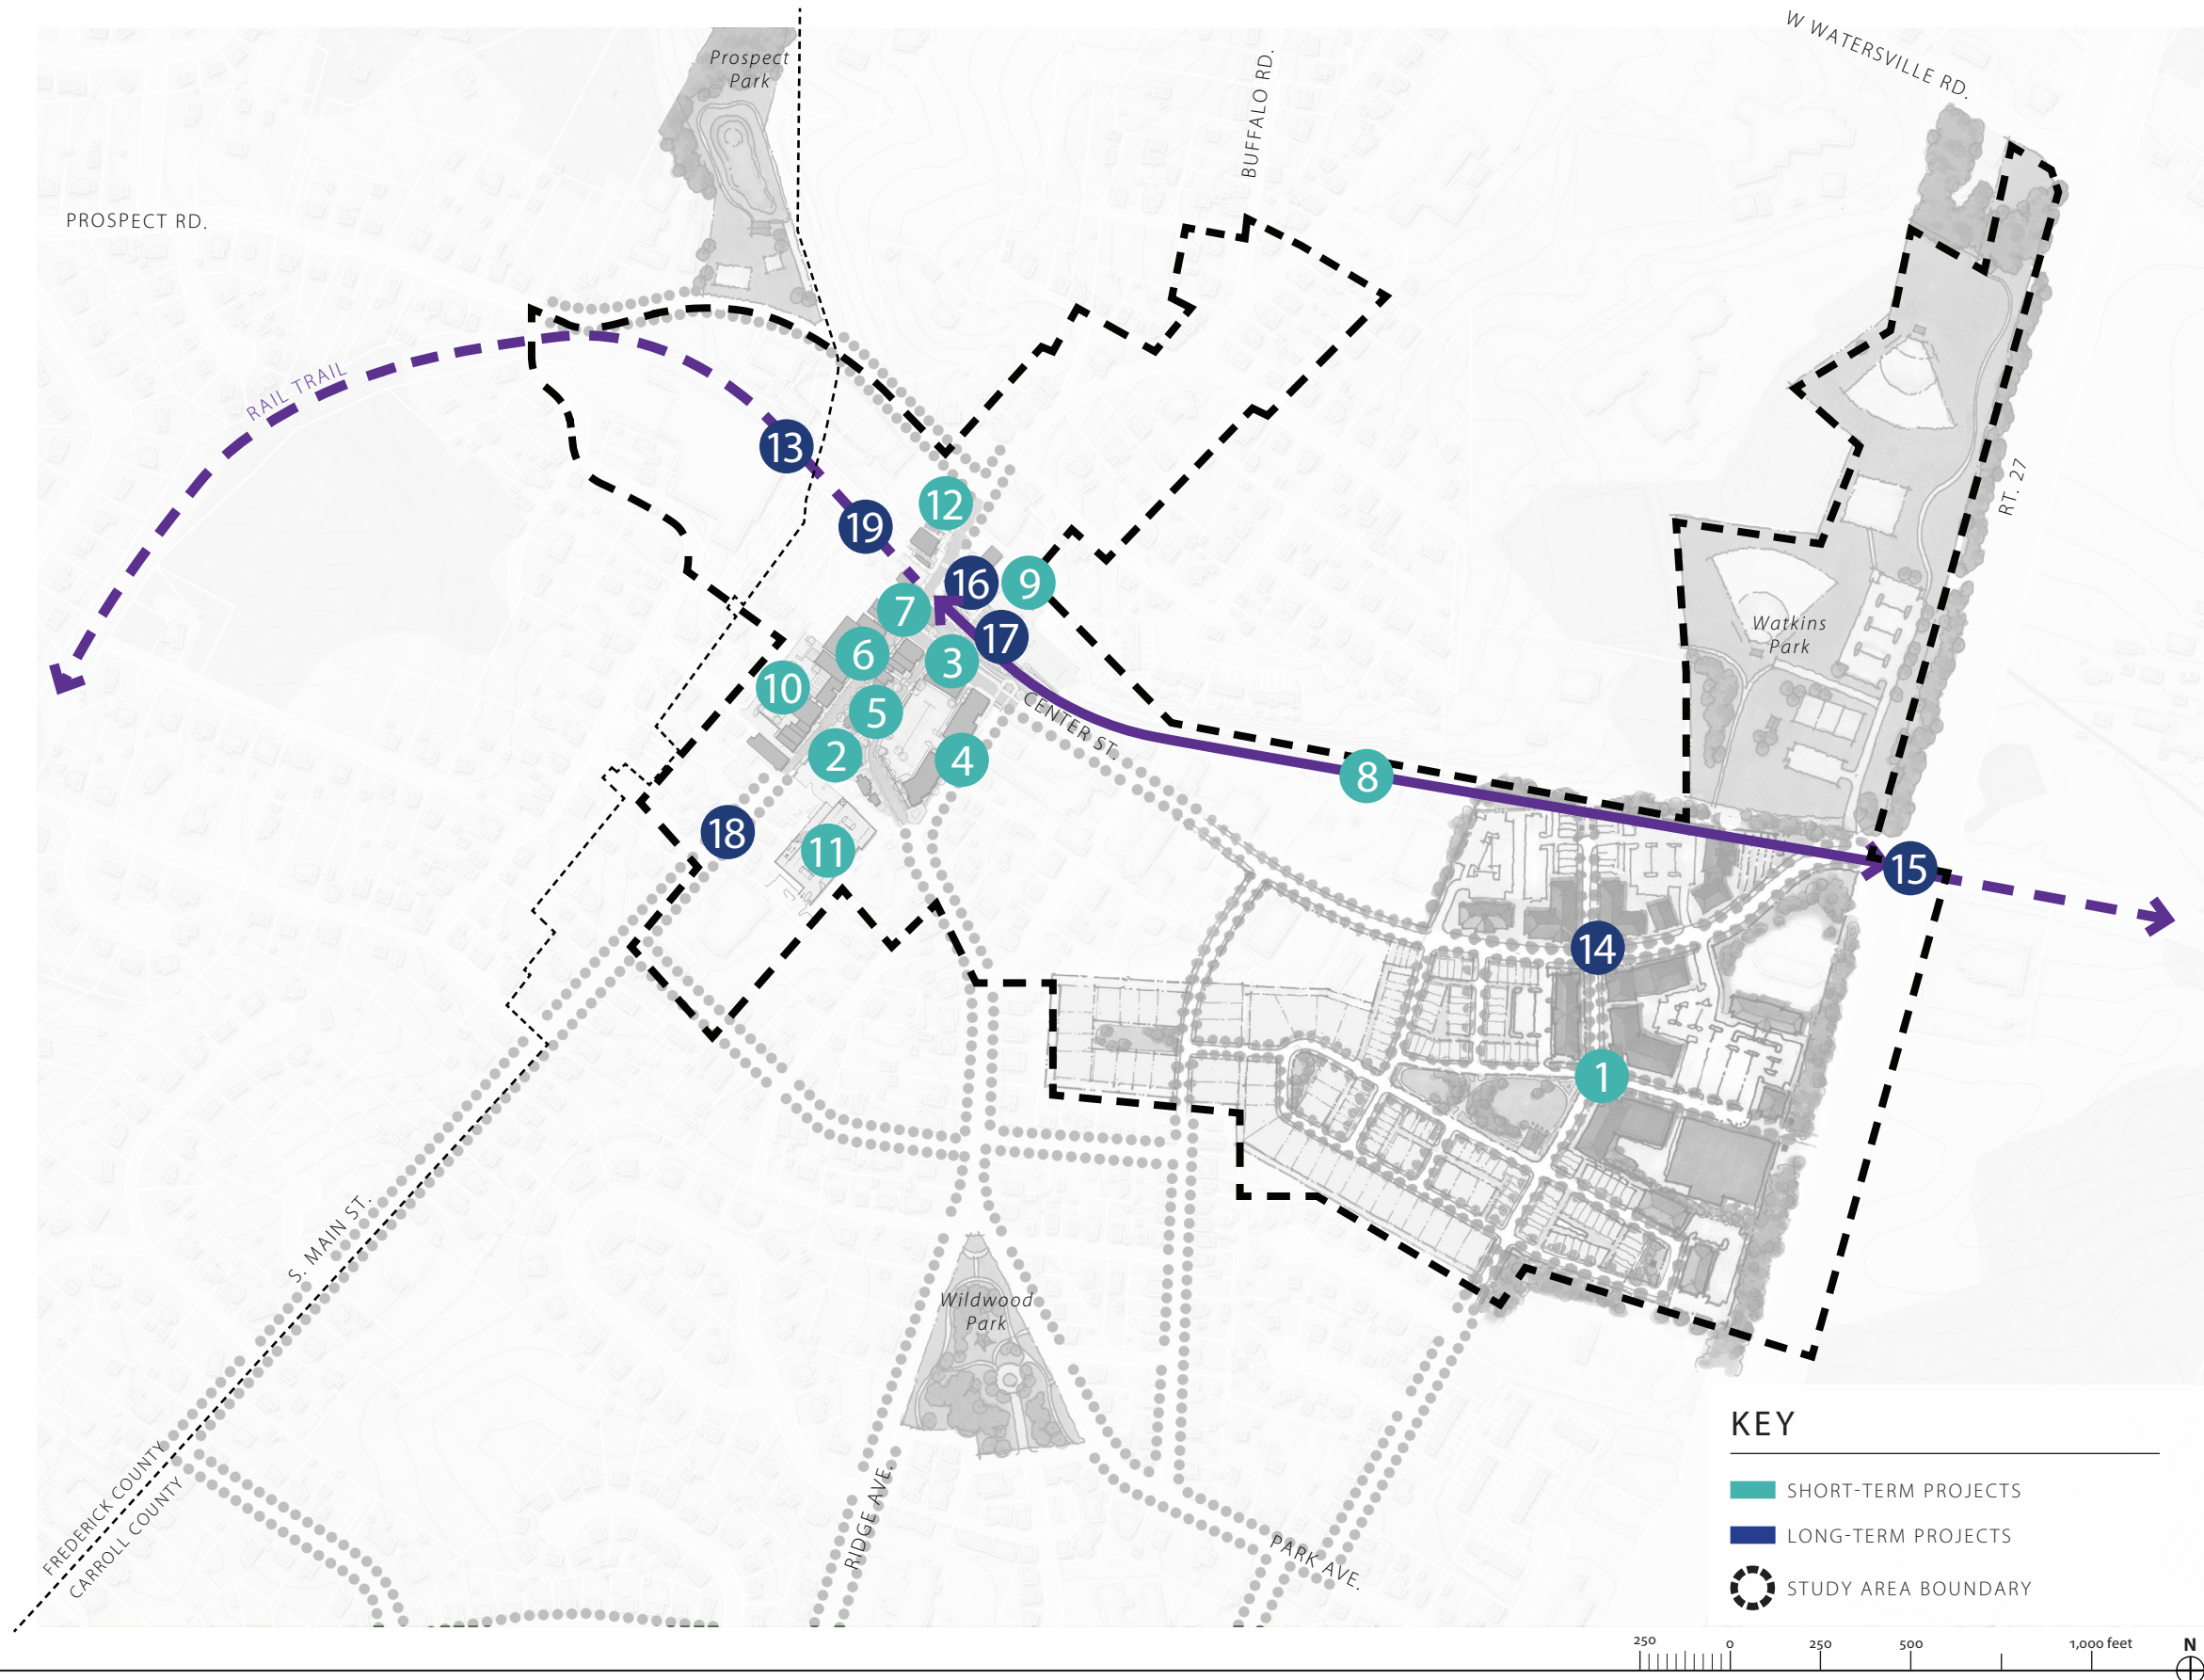 W WATERSVILLE RD.
Prospect
Park
BUFFALO RD.
PROSPECT RD.
RAIL TRAIL
13
12
19
RT. 27
16
9
7
17
Watkins
Park
6
3
10
5
CENTER ST.
2
4
8
18
11
15
14
1
S. MAIN ST.
Wildwood
Park
KEY
SHORT-TERM PROJECTS
LONG-TERM PROJECTS
STUDY AREA BOUNDARY
FREDERICK COUNTY
CARROLL COUNTY
RIDGE AVE.
PARK AVE.
250
0
250
500
1,000 feet
N